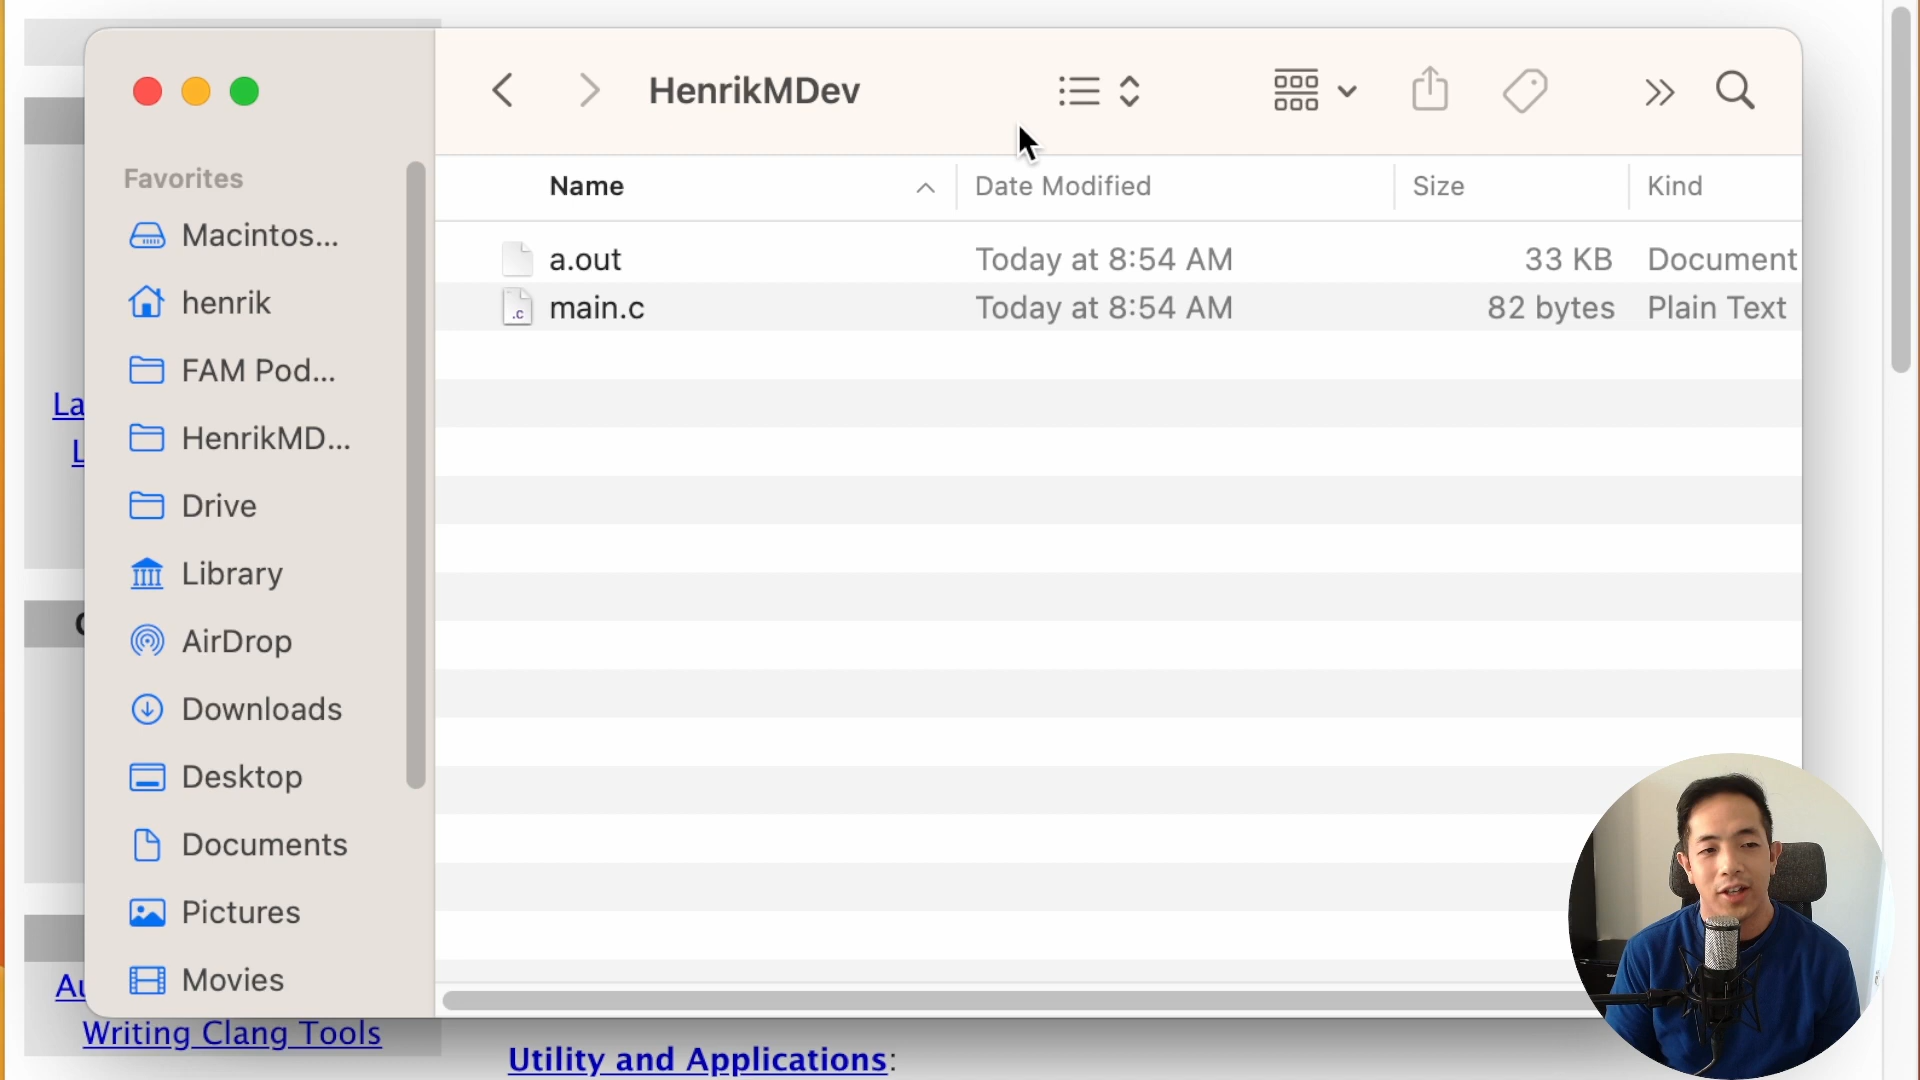 HenrikMDev
Favorites
Macintos...
henrik
FAM Pod...
HenrikMD...
Drive
Library
AirDrop
Downloads
Desktop
Documents
Pictures
Movies
Name
Date Modified
Size
Kind
a.out
Today at 8:54 AM
33 KB
Document
main.c
Today at 8:54 AM
82 bytes
Plain Text
.c
La
L
Au
Writing Clang Tools
Utility and Applications: